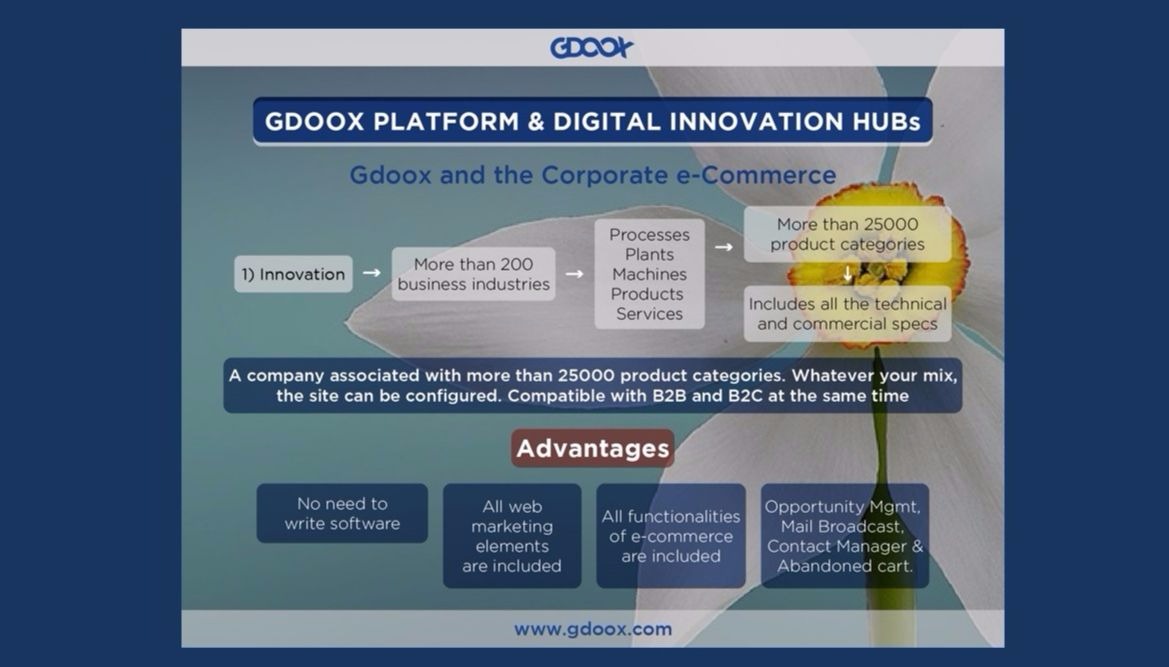 GDOOX
GDOOX PLATFORM & DIGITAL INNOVATION HUBs
Gdoox and the Corporate e-Commerce
1) Innovation
→
More than 200
business industries
→
Processes
Plants
Machines
Products
Services
→
More than 25000
product categories
↓
Includes all the technical
and commercial specs
A company associated with more than 25000 product categories. Whatever your mix,
the site can be configured. Compatible with B2B and B2C at the same time
Advantages
No need to
write software
All web
marketing
elements
are included
All functionalities
of e-commerce
are included
Opportunity Mgmt,
Mail Broadcast,
Contact Manager &
Abandoned cart.
www.gdoox.com